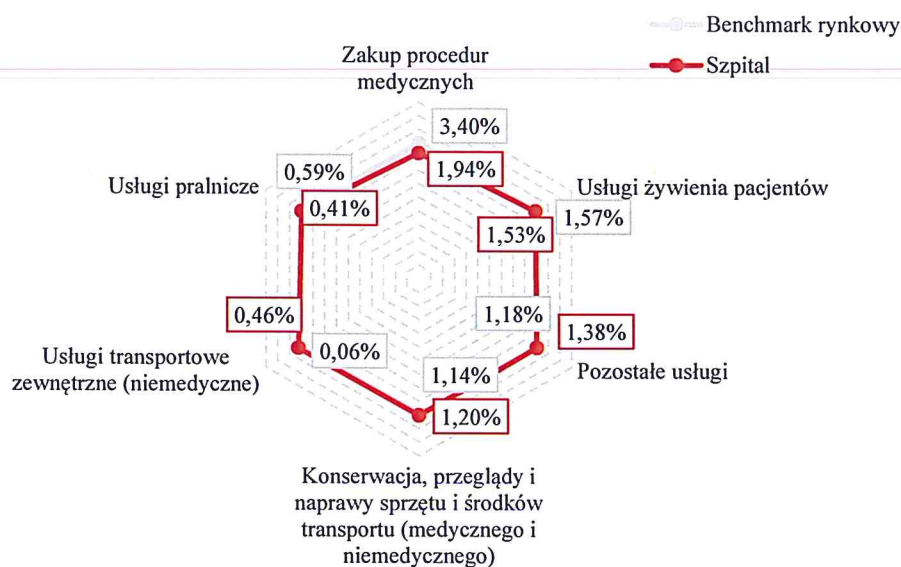 Benchmark rynkowy
Szpital
Zakup procedur
medycznych
3,40%
1,94%
Usługi żywienia pacjentów
1,57%
1,53%
1,18%
1,38%
Pozostałe usługi
1,14%
1,20%
Konserwacja, przeglądy i
naprawy sprzętu i środków
transportu (medycznego i
niemedycznego)
0,46%
0,06%
Usługi transportowe
zewnętrzne (niemedyczne)
Usługi pralnicze
0,59%
0,41%